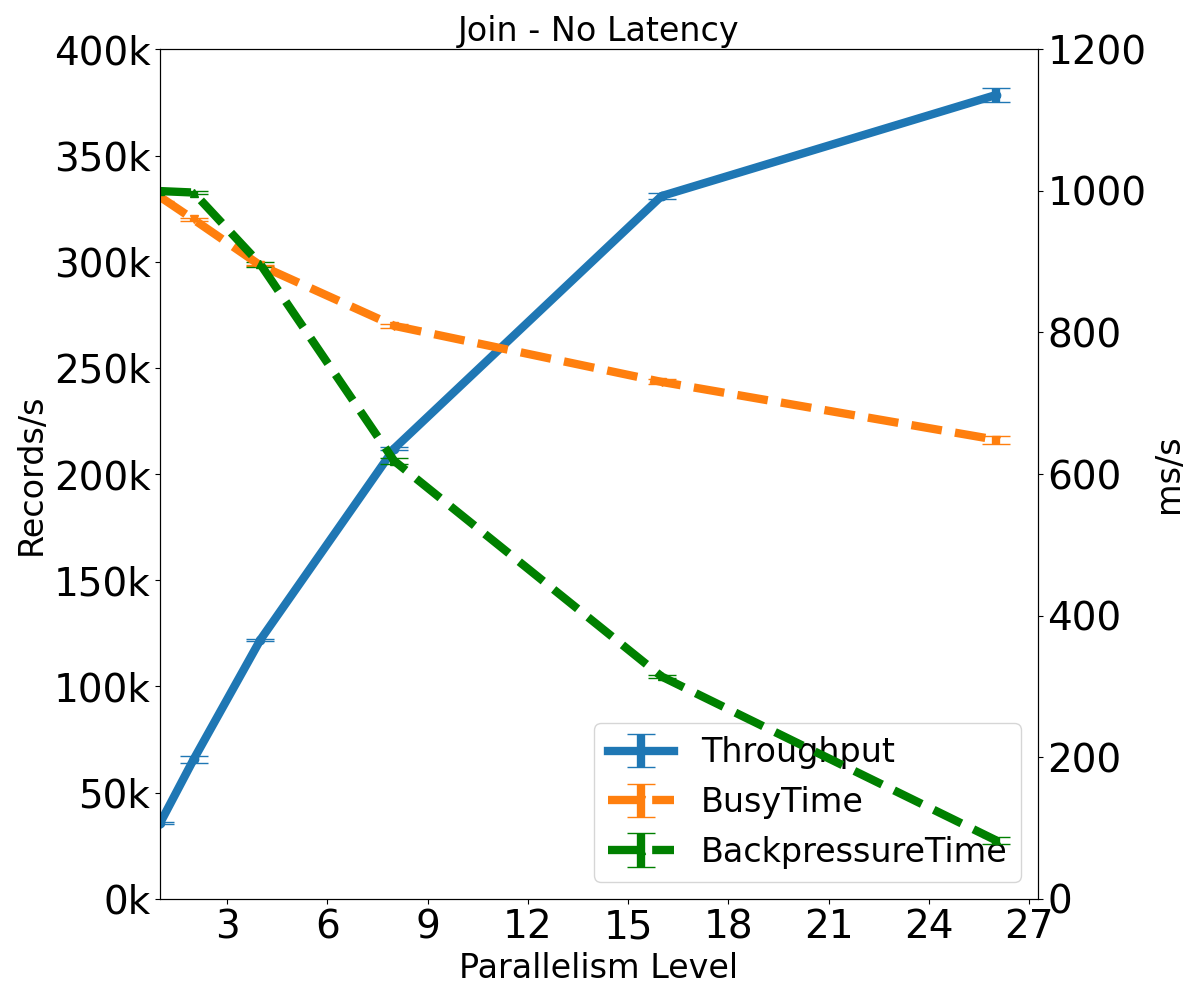 Join - No Latency
400k
350k
300k
250k
200k
150k
100k
50k
0k
Records/s
1200
1000
800
600
400
200
0
ms/s
Throughput
BusyTime
BackpressureTime
3 6 9 12 15 18 21 24 27
Parallelism Level